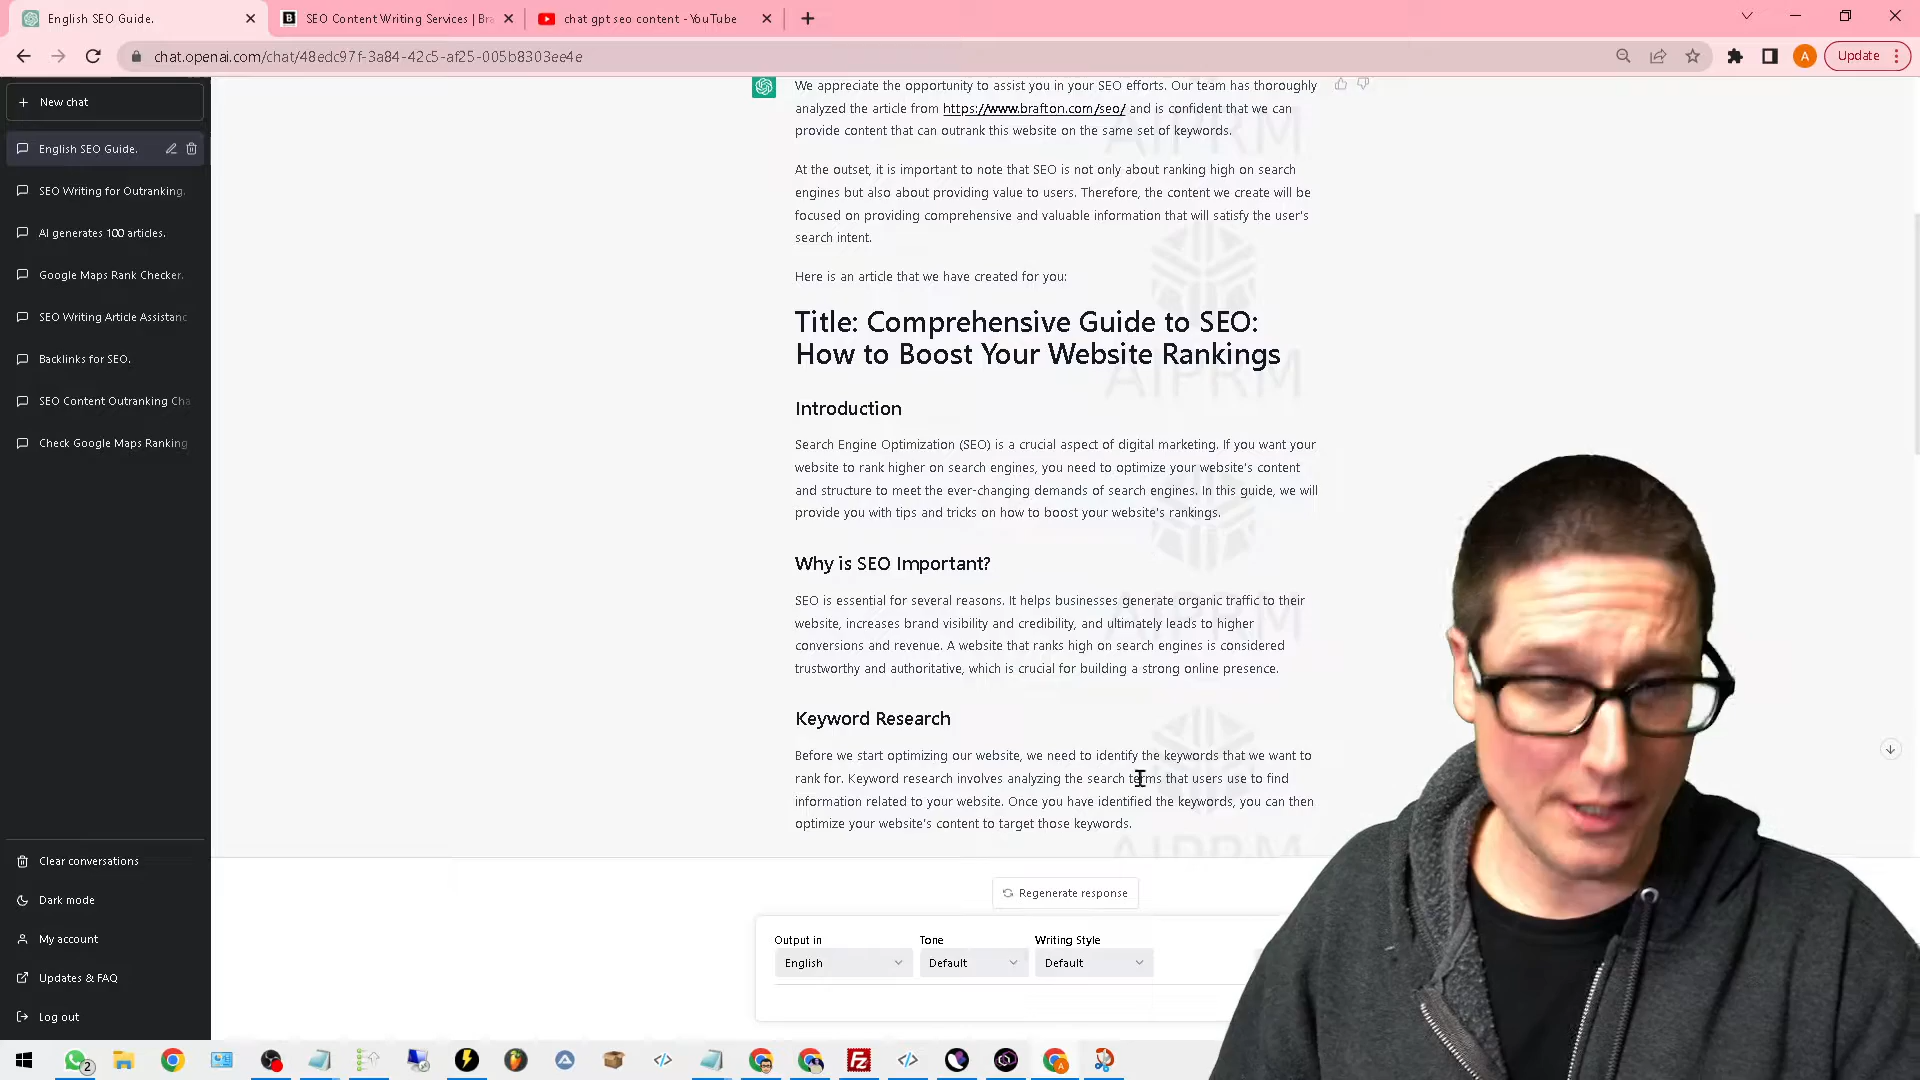 English SEO Guide.
SEO Content Writing Services | Bra
chat gpt seo content - YouTube
chat.openai.com/chat/48edc97f-3a84-42c5-af25-005b8303ee4e
A
Update
New chat
English SEO Guide.
SEO Writing for Outranking.
AI generates 100 articles.
Google Maps Rank Checker.
SEO Writing Article Assistanc
Backlinks for SEO.
SEO Content Outranking Cha
Check Google Maps Ranking
Clear conversations
Dark mode
My account
Updates & FAQ
Log out
We appreciate the opportunity to assist you in your SEO efforts. Our team has thoroughly
analyzed the article from https://www.brafton.com/seo/ and is confident that we can
provide content that can outrank this website on the same set of keywords.
At the outset, it is important to note that SEO is not only about ranking high on search
engines but also about providing value to users. Therefore, the content we create will be
focused on providing comprehensive and valuable information that will satisfy the user's
search intent.
Here is an article that we have created for you:
Title: Comprehensive Guide to SEO:
How to Boost Your Website Rankings
Introduction
Search Engine Optimization (SEO) is a crucial aspect of digital marketing. If you want your
website to rank higher on search engines, you need to optimize your website's content
and structure to meet the ever-changing demands of search engines. In this guide, we will
provide you with tips and tricks on how to boost your website's rankings.
Why is SEO Important?
SEO is essential for several reasons. It helps businesses generate organic traffic to their
website, increases brand visibility and credibility, and ultimately leads to higher
conversions and revenue. A website that ranks high on search engines is considered
trustworthy and authoritative, which is crucial for building a strong online presence.
Keyword Research
Before we start optimizing our website, we need to identify the keywords that we want to
rank for. Keyword research involves analyzing the search terms that users use to find
information related to your website. Once you have identified the keywords, you can then
optimize your website's content to target those keywords.
AIPRM
AIPRM
AIPRM
AIPRM
Regenerate response
Output in
Tone
Writing Style
English
Default
Default
2